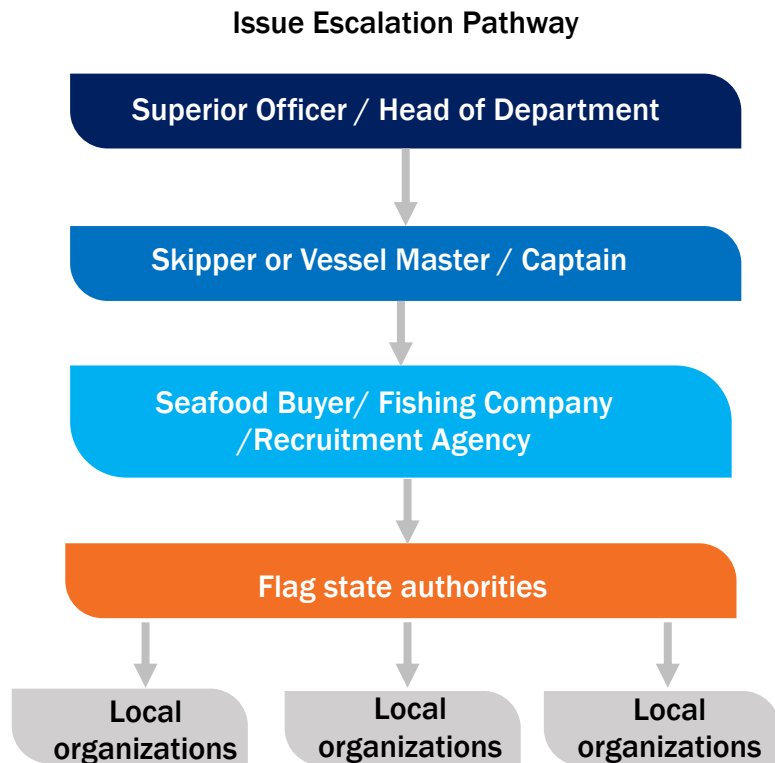 Issue Escalation Pathway
Superior Officer / Head of Department
Skipper or Vessel Master / Captain
Seafood Buyer/ Fishing Company
/Recruitment Agency
Flag state authorities
Local
organizations
Local
organizations
Local
organizations